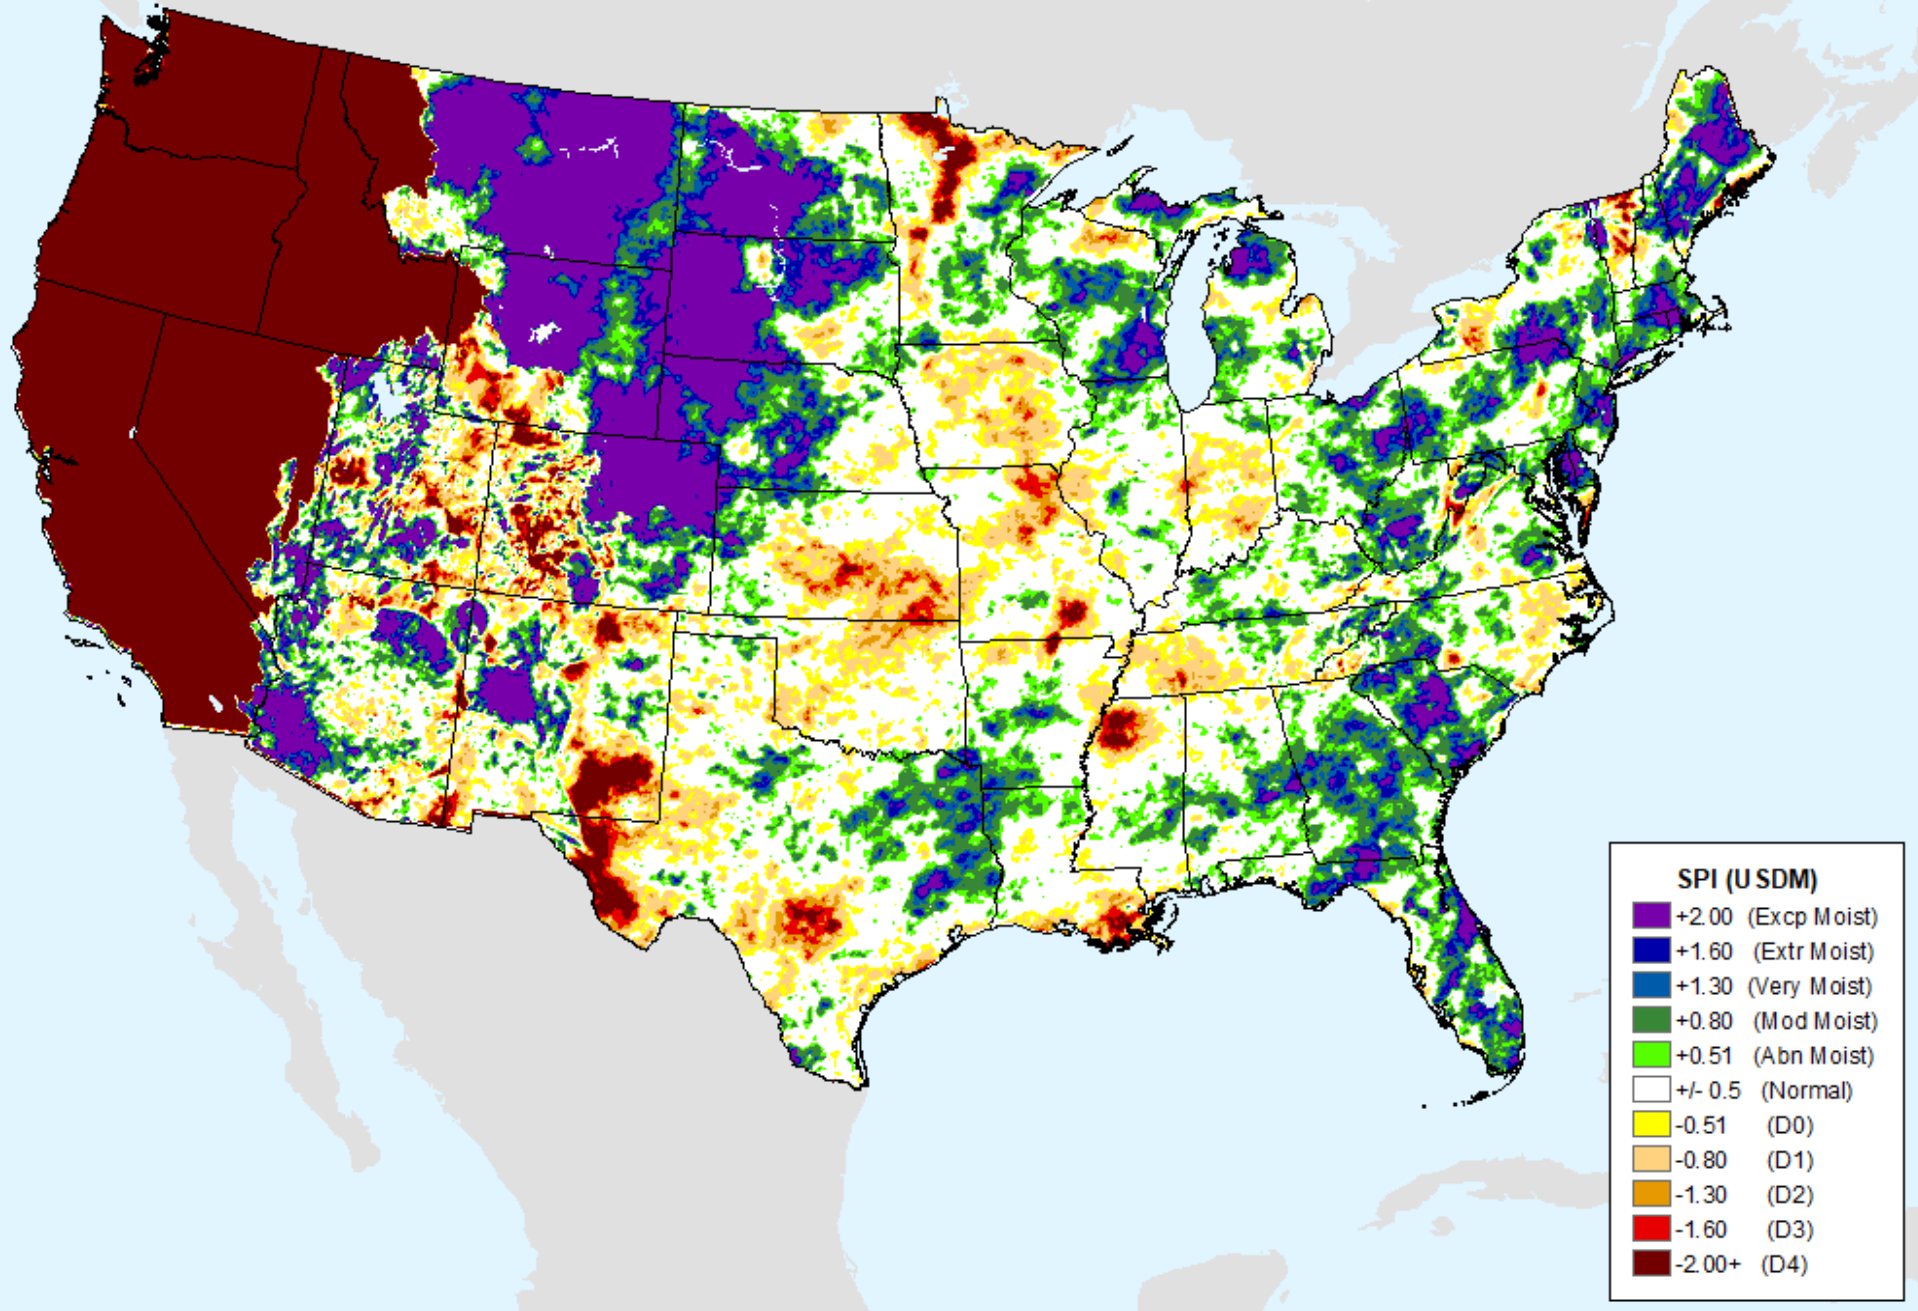 SPI (USDM)
+2.00 (Excp Moist)
+1.60 (Extr Moist)
+1.30 (Very Moist)
+0.80 (Mod Moist)
+0.51 (Abn Moist)
+/- 0.5 (Normal)
-0.51 (D0)
-0.80 (D1)
-1.30 (D2)
-1.60 (D3)
-2.00+ (D4)